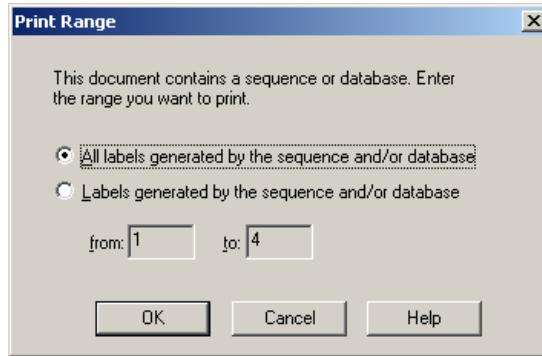 Print Range
This document contains a sequence or database. Enter
the range you want to print.
All labels generated by the sequence and/or database
Labels generated by the sequence and/or database
from: 1 to: 4
OK Cancel Help